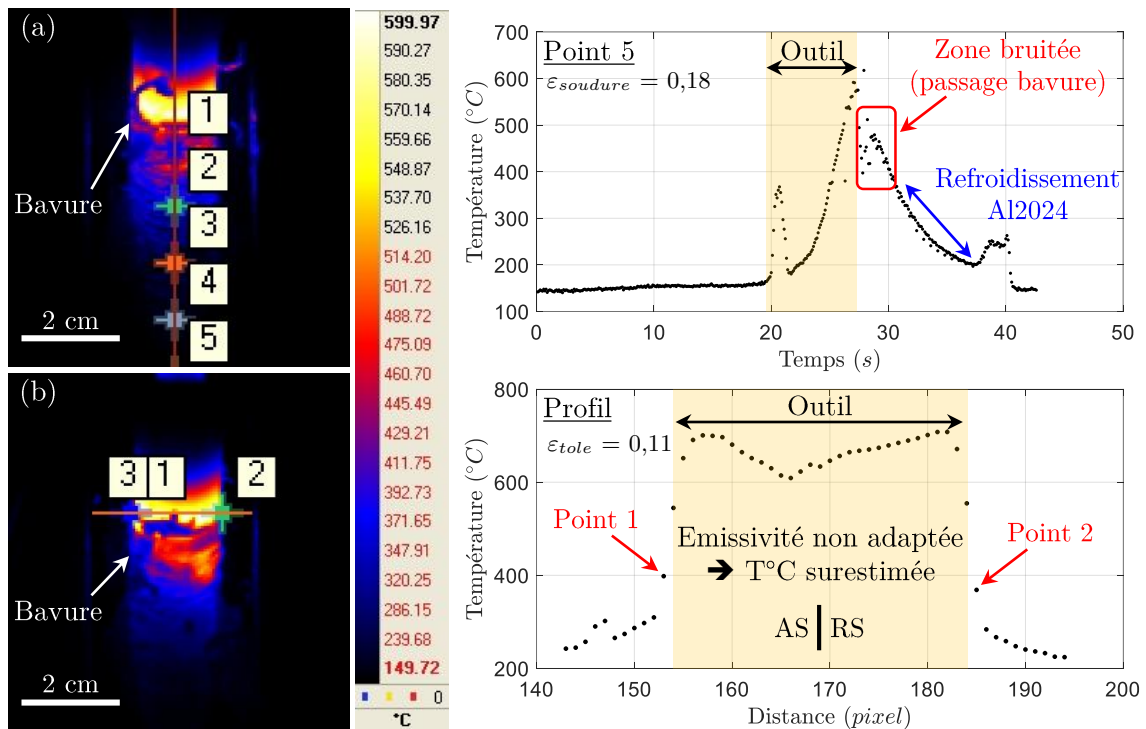 (a)
1
2
Bavure
3
4
2 cm
5
(b)
3 1 2
Bavure
2 cm
599.97
590.27
580.35
570.14
559.66
548.87
537.70
526.16
514.20
501.72
488.72
475.09
460.70
445.49
429.21
411.75
392.73
371.65
347.91
320.25
286.15
239.68
149.72
0
°C
Point 5
εsoudure = 0,18
Outil
Zone bruitée
(passage bavure)
Refroidissement
Al2024
Température (°C)
700
600
500
400
300
200
100
0 10 20 30 40 50
Temps (s)
Profil
εtole = 0,11
Outil
Point 1
Emissivité non adaptée
➔ T°C surestimée
Point 2
AS RS
Température (°C)
800
600
400
200
140 150 160 170 180 190 200
Distance (pixel)